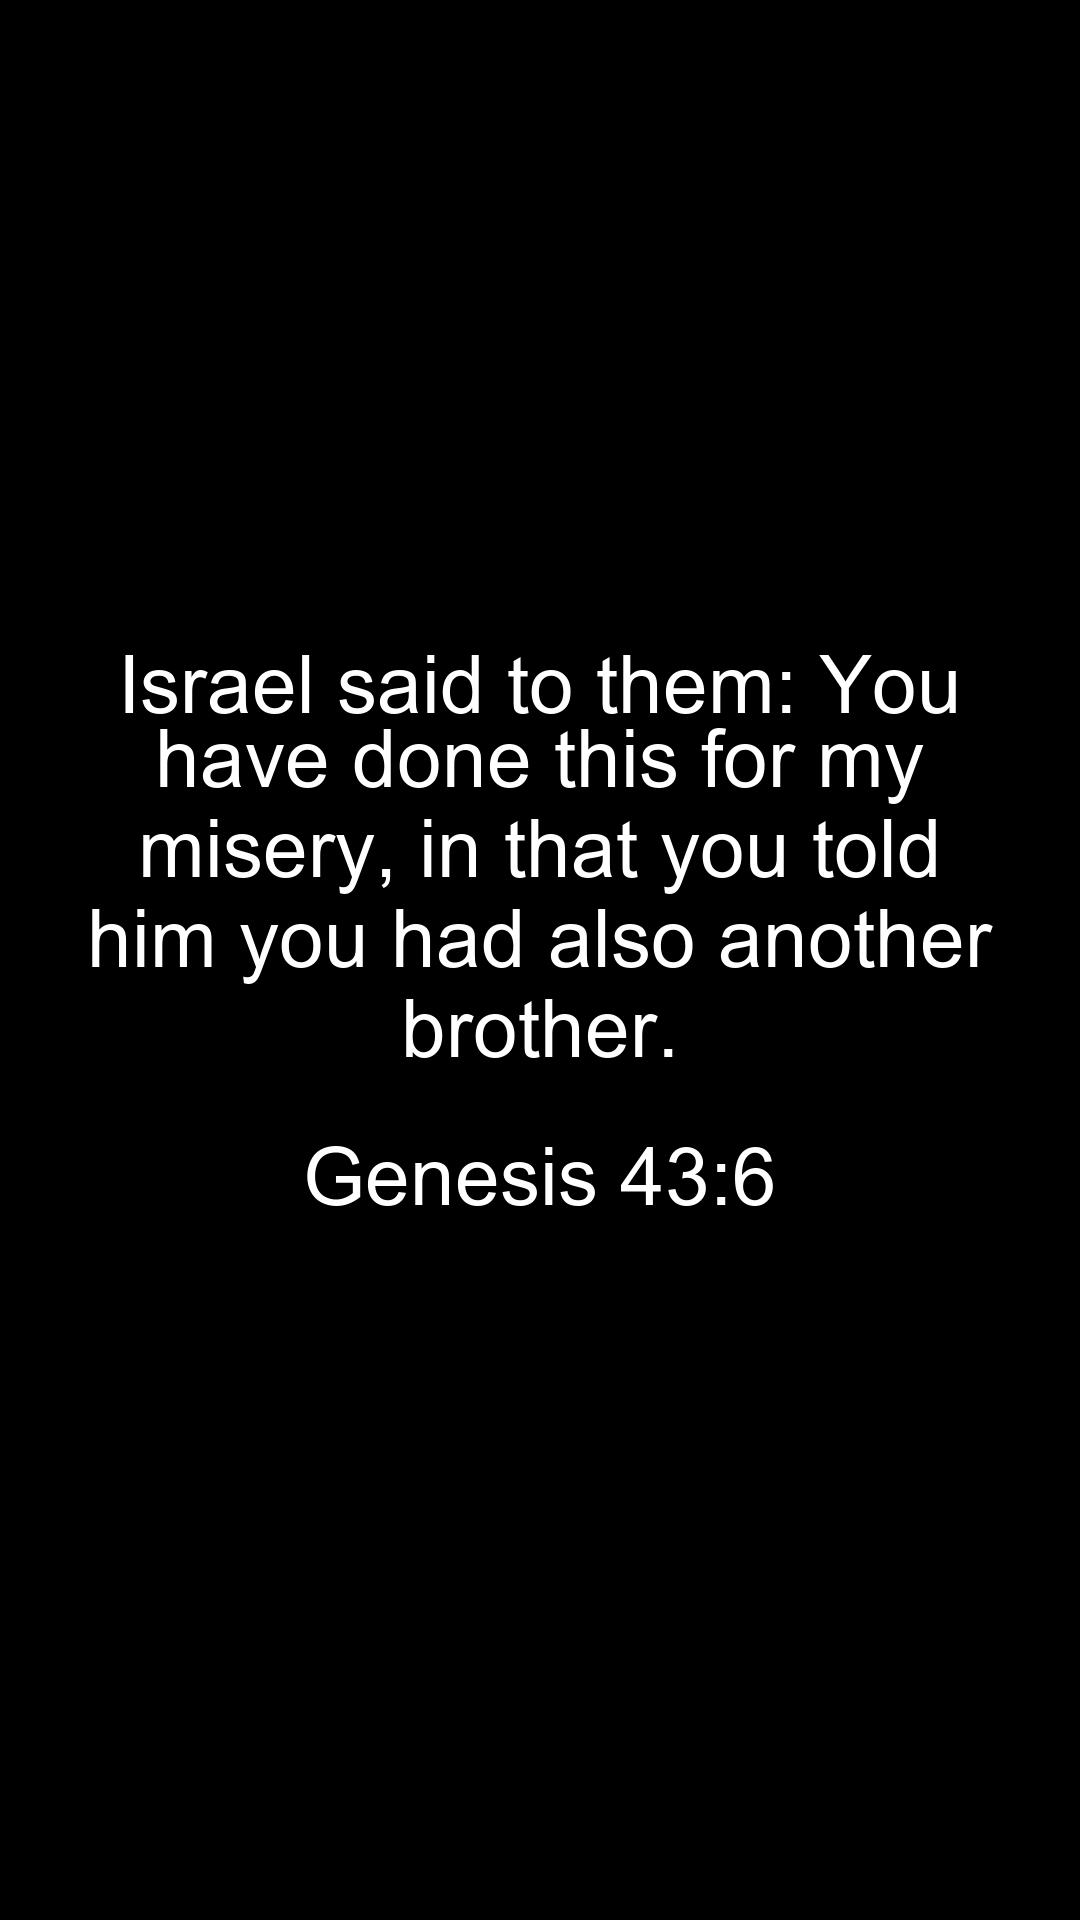 Israel said to them: You
have done this for my
misery, in that you told
him you had also another
brother.
Genesis 43:6